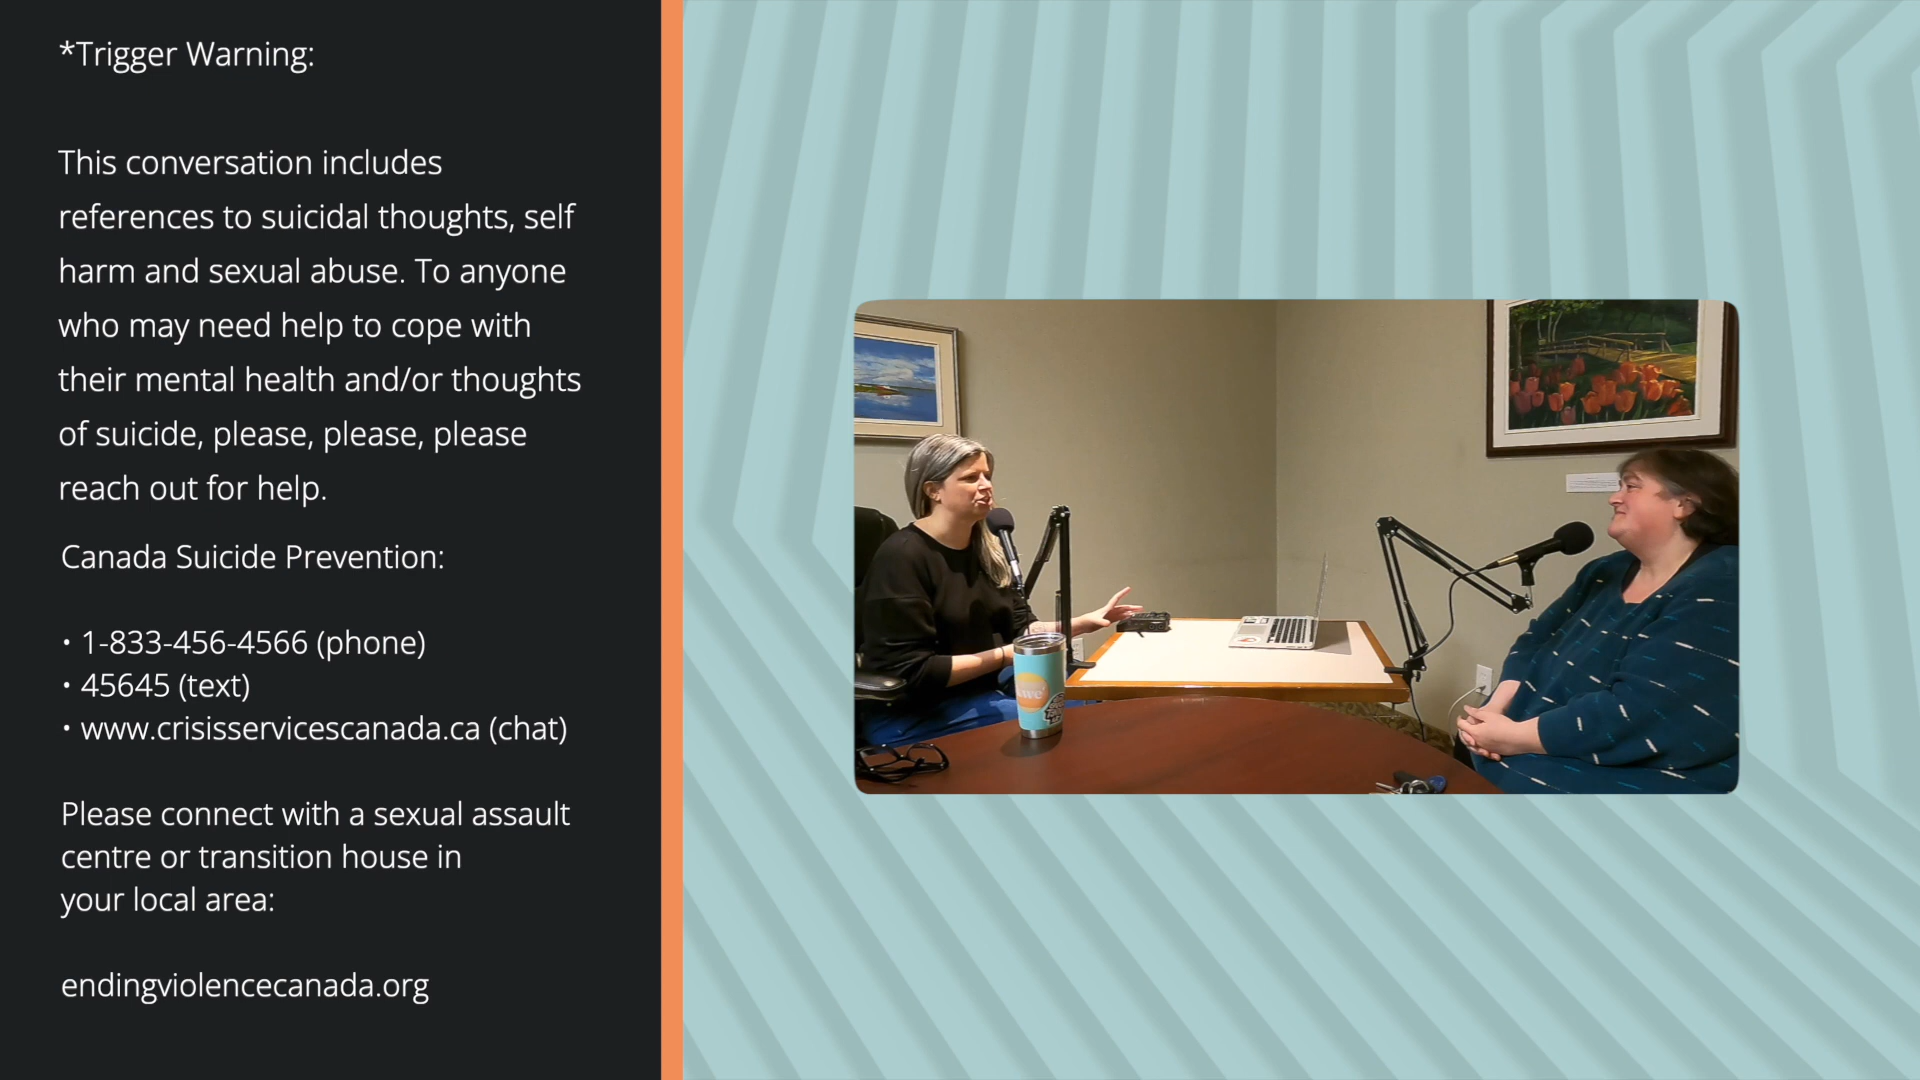 *Trigger Warning:
This conversation includes
references to suicidal thoughts, self
harm and sexual abuse. To anyone
who may need help to cope with
their mental health and/or thoughts
of suicide, please, please, please
reach out for help.
Canada Suicide Prevention:
• 1-833-456-4566 (phone)
• 45645 (text)
• www.crisisservicescanada.ca (chat)
Please connect with a sexual assault
centre or transition house in
your local area:
endingviolencecanada.org